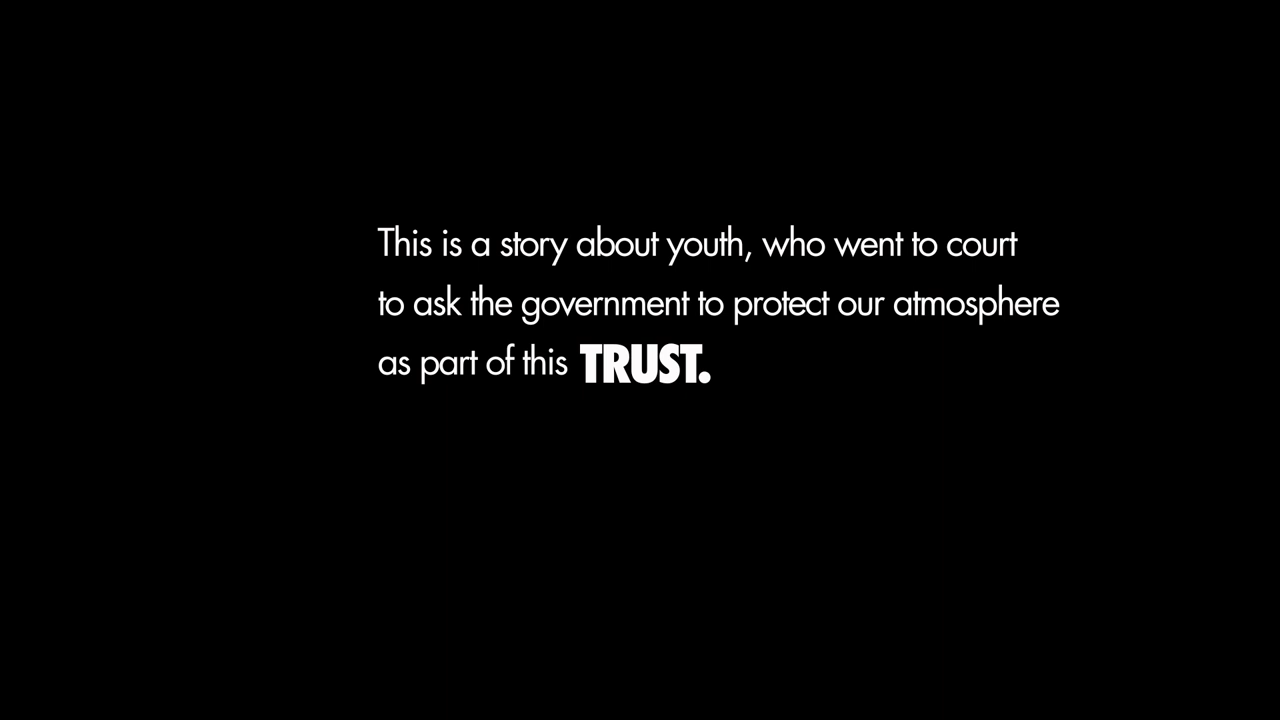 This is a story about youth, who went to court
to ask the government to protect our atmosphere
as part of this TRUST.